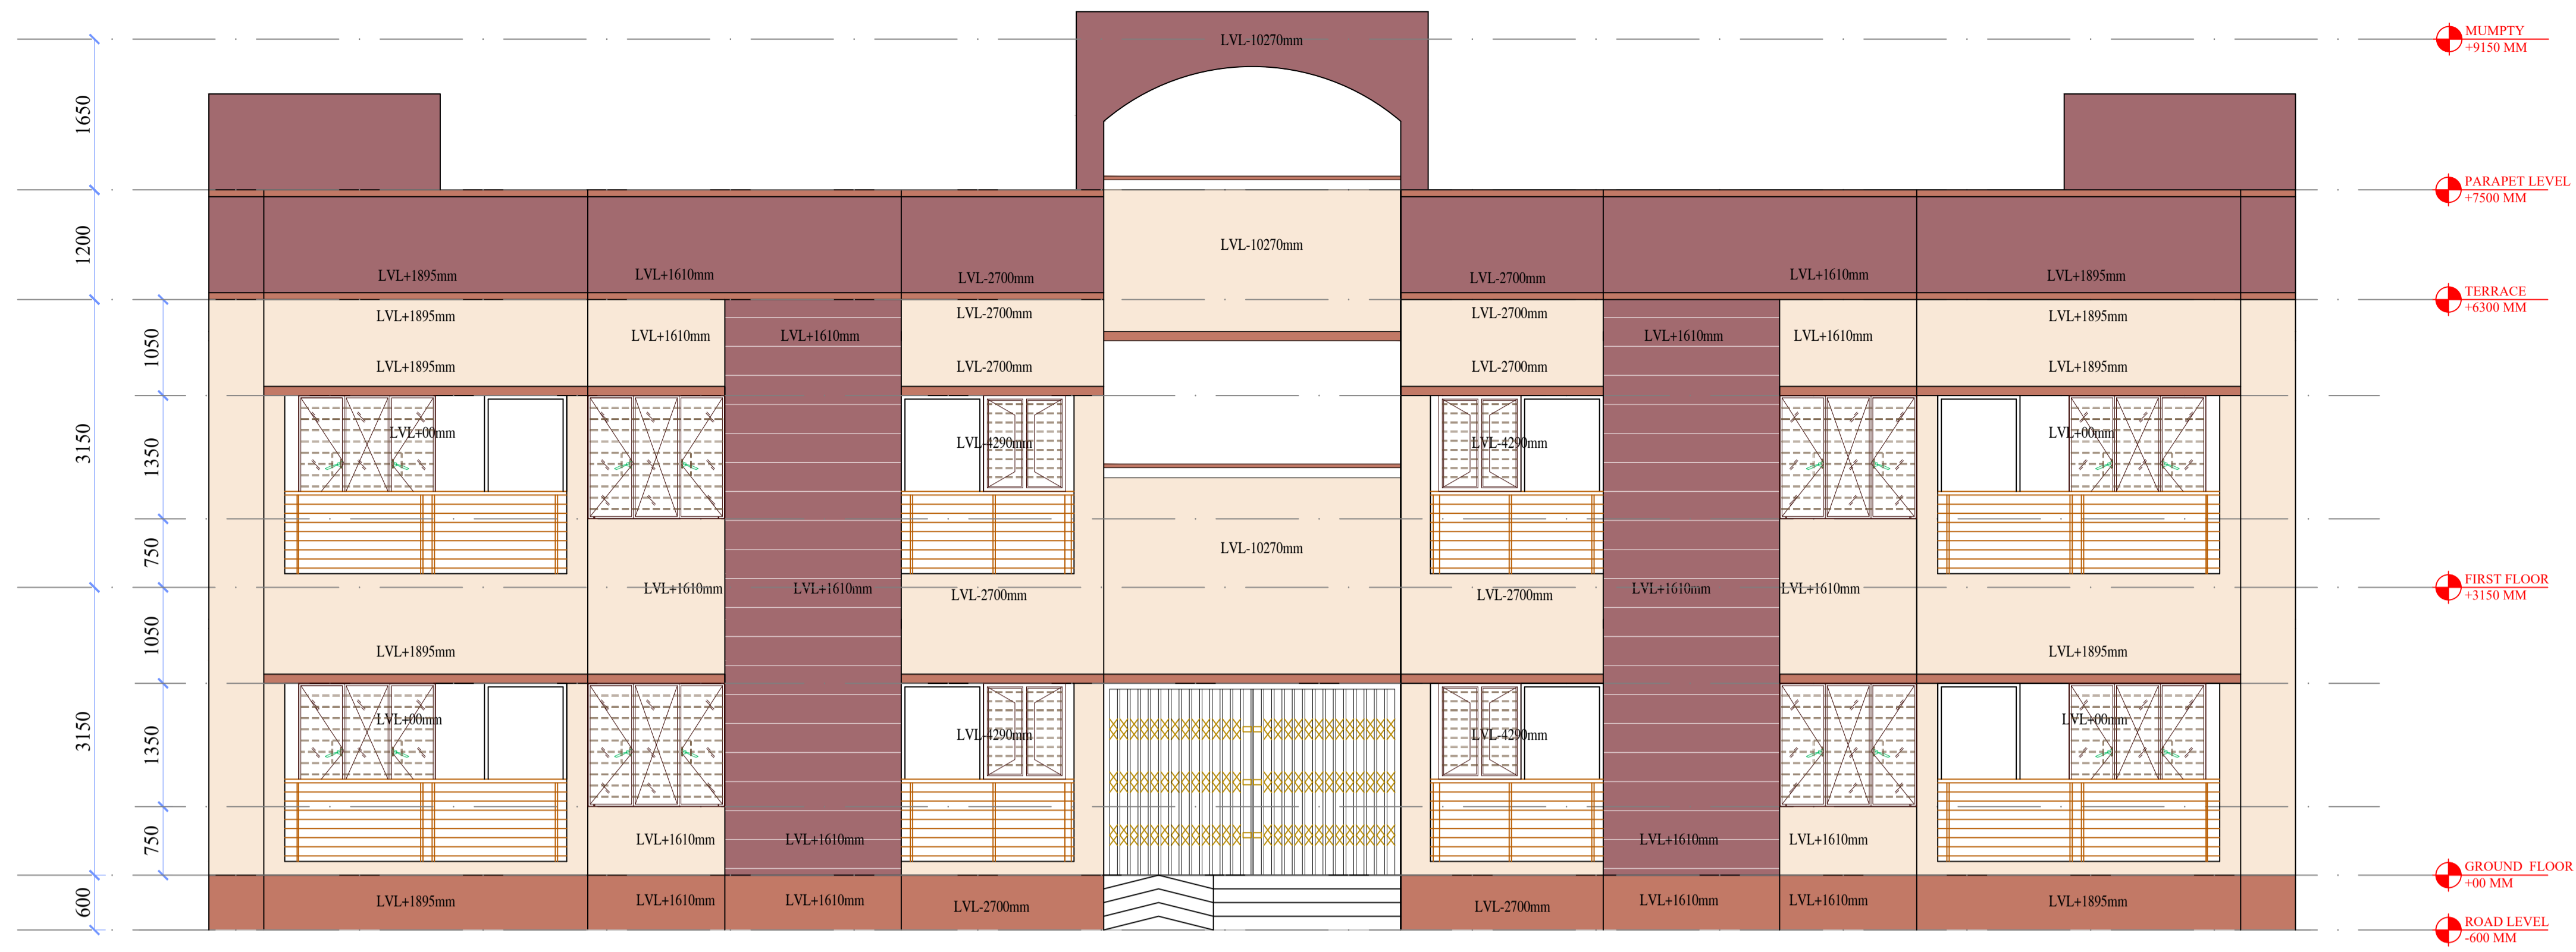 LVL-10270mm
MUMPTY
+9150 MM
1650
PARAPET LEVEL
+7500 MM
1200
LVL-10270mm
LVL+1895mm
LVL+1610mm
LVL-2700mm
LVL-2700mm
LVL+1610mm
LVL+1895mm
TERRACE
+6300 MM
LVL+1895mm
LVL-2700mm
LVL-2700mm
LVL+1895mm
1050
LVL+1610mm
LVL+1610mm
LVL+1610mm
LVL+1610mm
LVL+1895mm
LVL-2700mm
LVL-2700mm
LVL+1895mm
3150
1350
LVL+00mm
LVL-4290mm
LVL-4290mm
LVL+00mm
750
LVL-10270mm
FIRST FLOOR
+3150 MM
LVL+1610mm
LVL+1610mm
LVL-2700mm
LVL-2700mm
LVL+1610mm
LVL+1610mm
1050
LVL+1895mm
LVL+1895mm
3150
1350
LVL+00mm
LVL-4290mm
LVL-4290mm
LVL+00mm
750
LVL+1610mm
LVL+1610mm
LVL+1610mm
LVL+1610mm
GROUND FLOOR
+00 MM
600
LVL+1895mm
LVL+1610mm
LVL+1610mm
LVL-2700mm
LVL-2700mm
LVL+1610mm
LVL+1610mm
LVL+1895mm
ROAD LEVEL
-600 MM